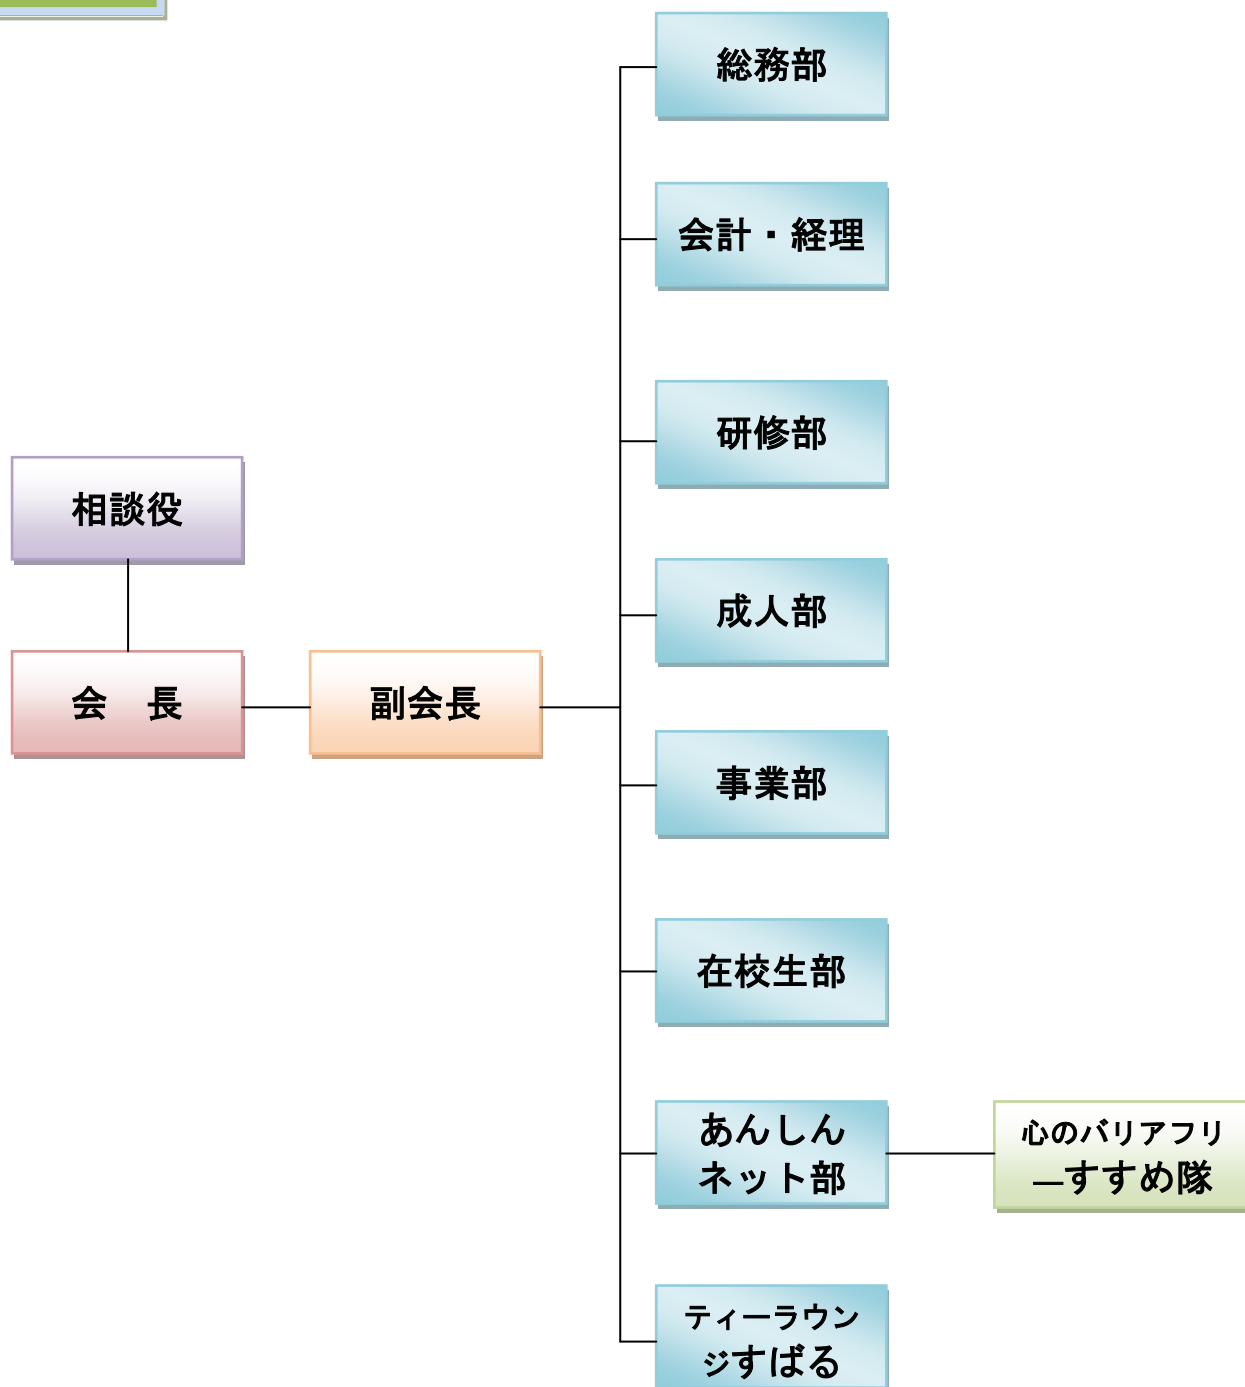 総務部
会計・経理
研修部
相談役
成人部
会　長
副会長
事業部
在校生部
あんしん
ネット部
心のバリアフリ
―すすめ隊
ティーラウン
ジすばる